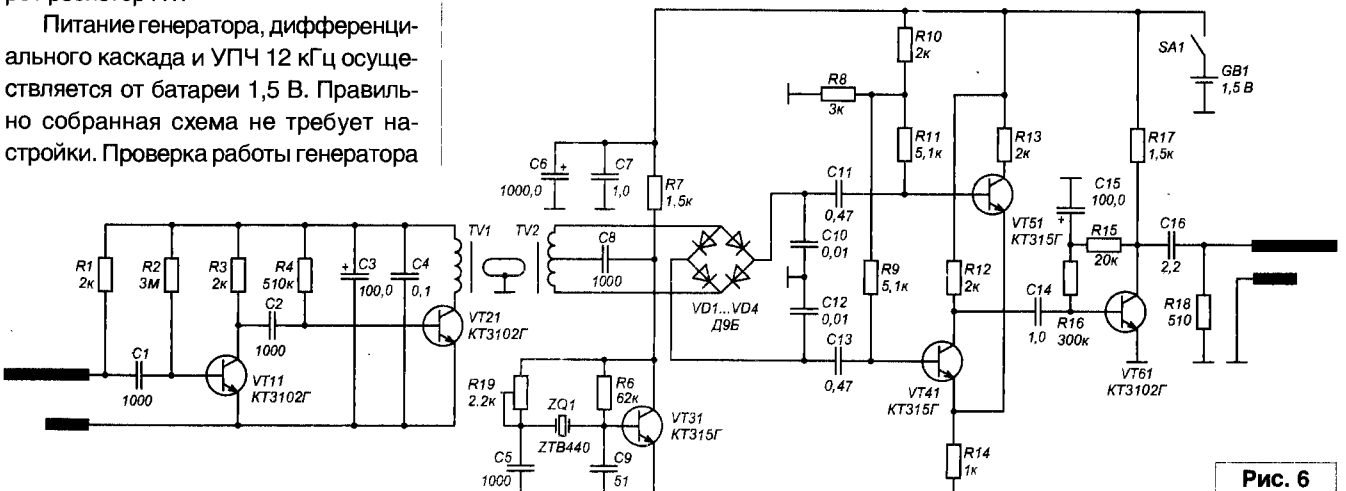 Питание генератора, дифференци-
ального каскада и УПЧ 12 кГц осуще-
ствляется от батареи 1,5 В. Правиль-
но собранная схема не требует на-
стройки. Проверка работы генератора
R10
2к
SA1
GB1
1,5 В
R8
3к
R11
5,1к
R13
2к
R17
1,5к
C6
+
1000,0
C7
1,0
R7
1,5к
C11
0,47
VT51
КТ315Г
C15
100,0
+
R15
20к
C16
2,2
TV1
TV2
C8
1000
C10
0,01
R1
2к
R2
3М
R3
2к
R4
510к
+
C3
100,0
C4
0,1
VD1...VD4
Д9Б
C12
0,01
R9
5,1к
R12
2к
C14
1,0
R16
300к
R18
510
C2
1000
VT21
КТ3102Г
C13
0,47
VT41
КТ315Г
VT61
КТ3102Г
C1
1000
VT11
КТ3102Г
R19
2.2к
ZQ1
ZTB440
R6
62к
VT31
КТ315Г
C5
1000
C9
51
R14
1к
Рис. 6